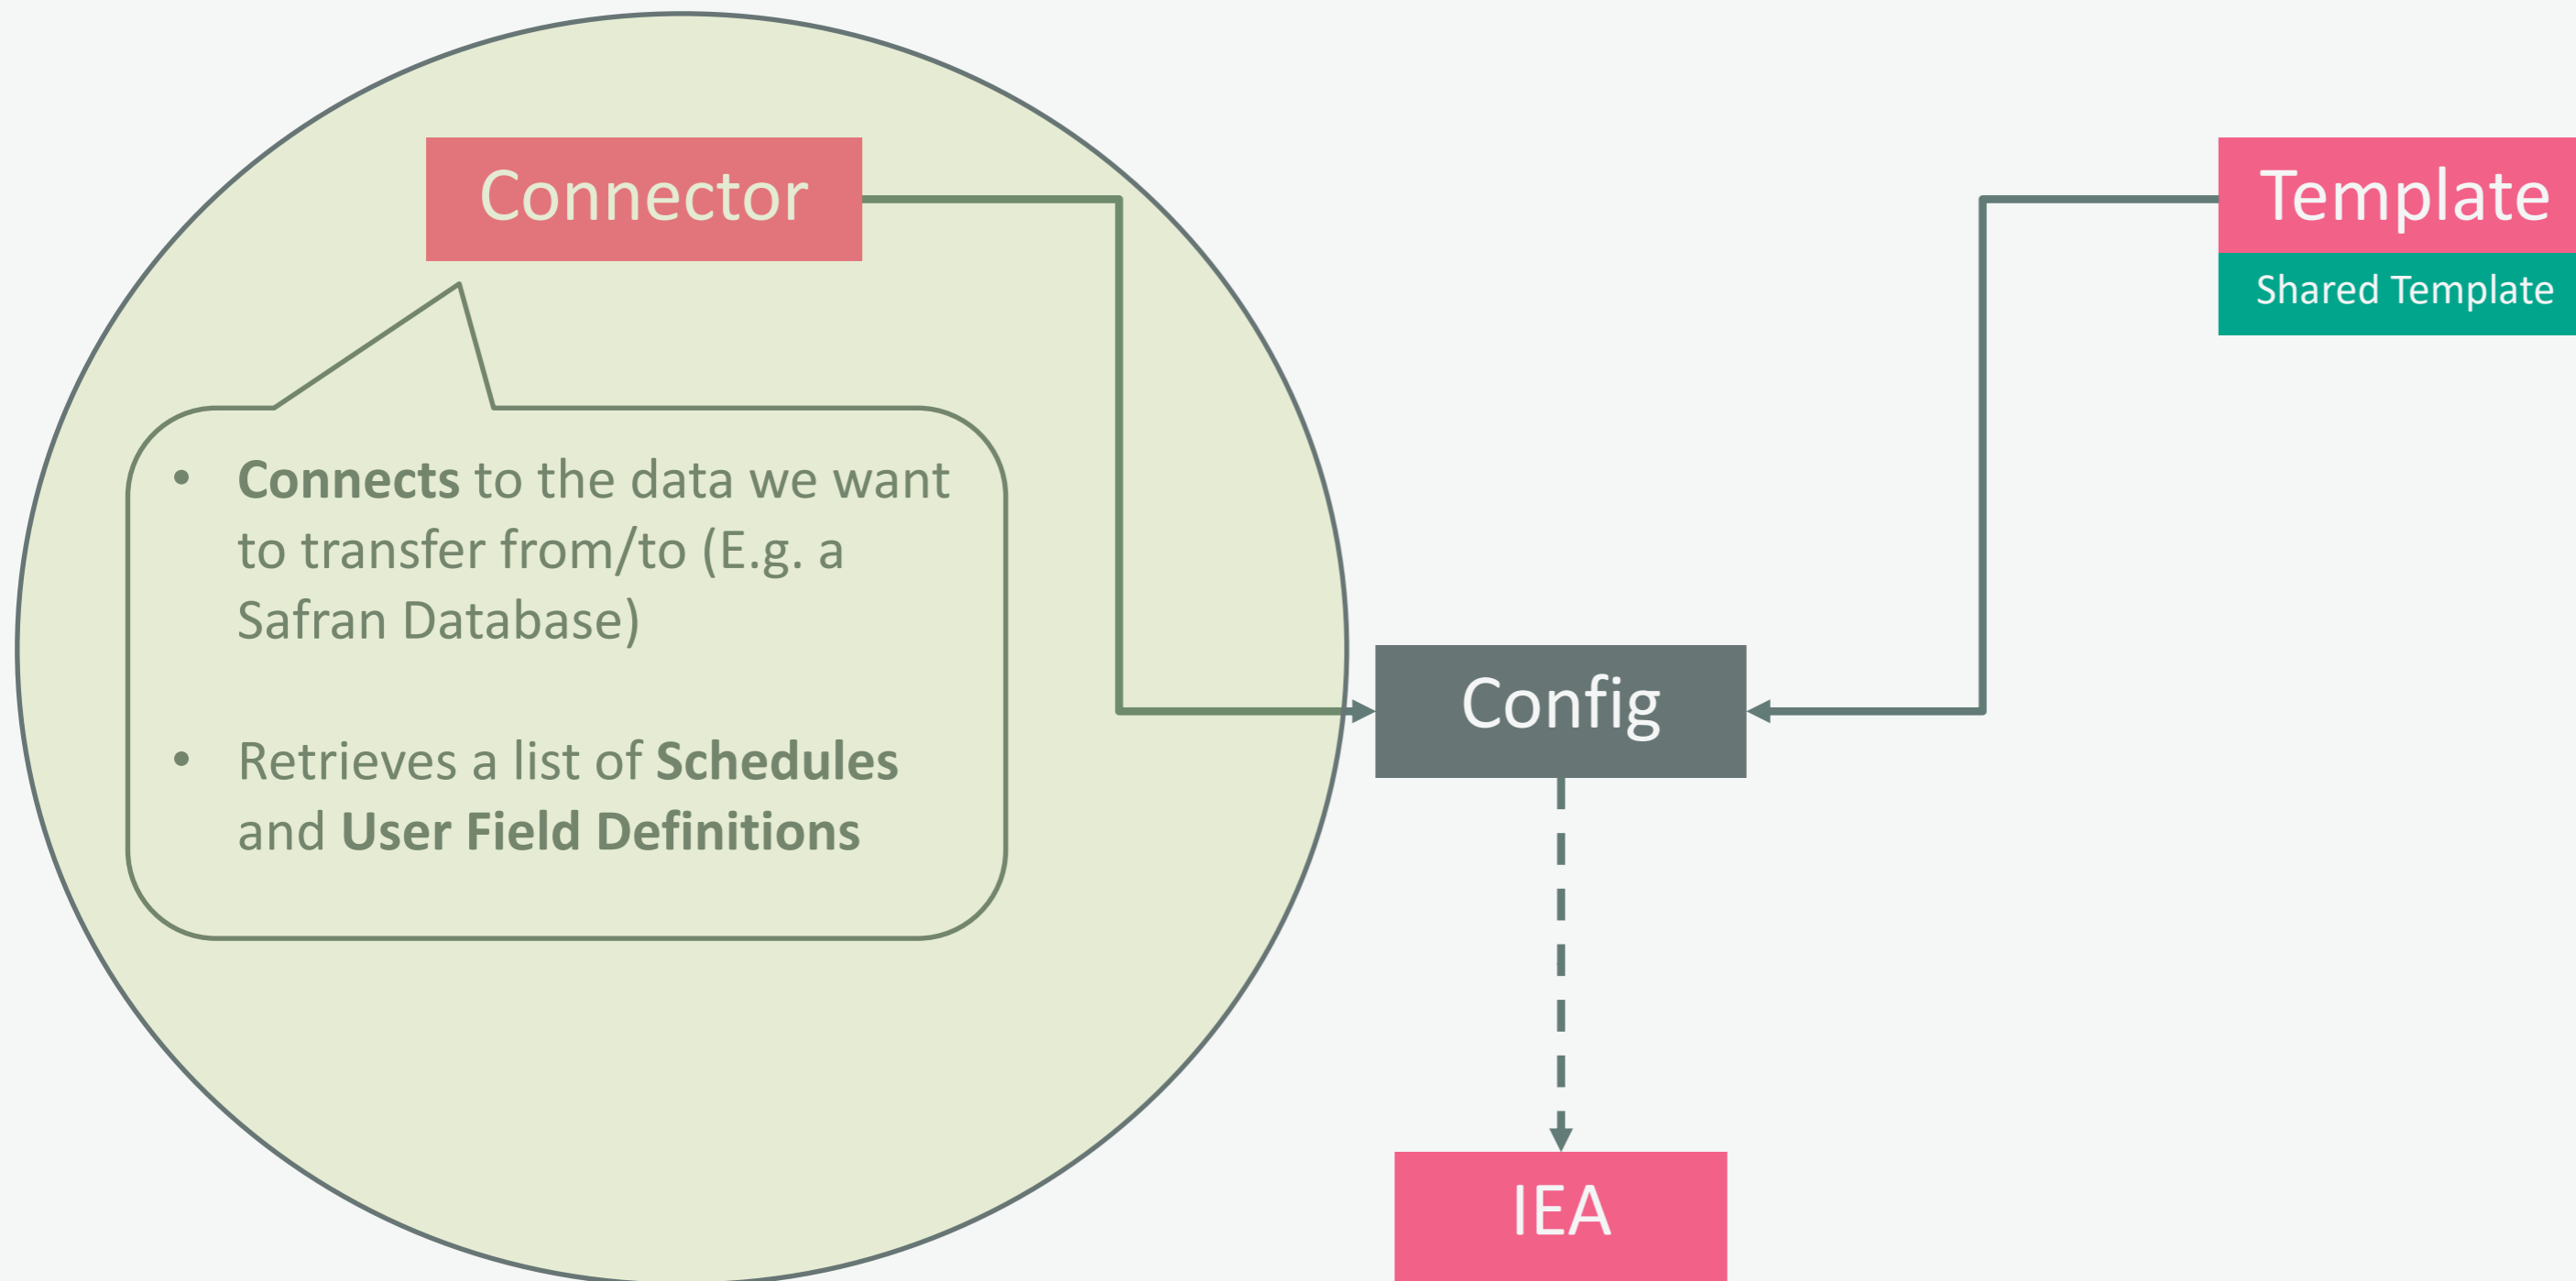 Connector
Template
Shared Template
• Connects to the data we want
to transfer from/to (E.g. a
Safran Database)
• Retrieves a list of Schedules
and User Field Definitions
Config
IEA